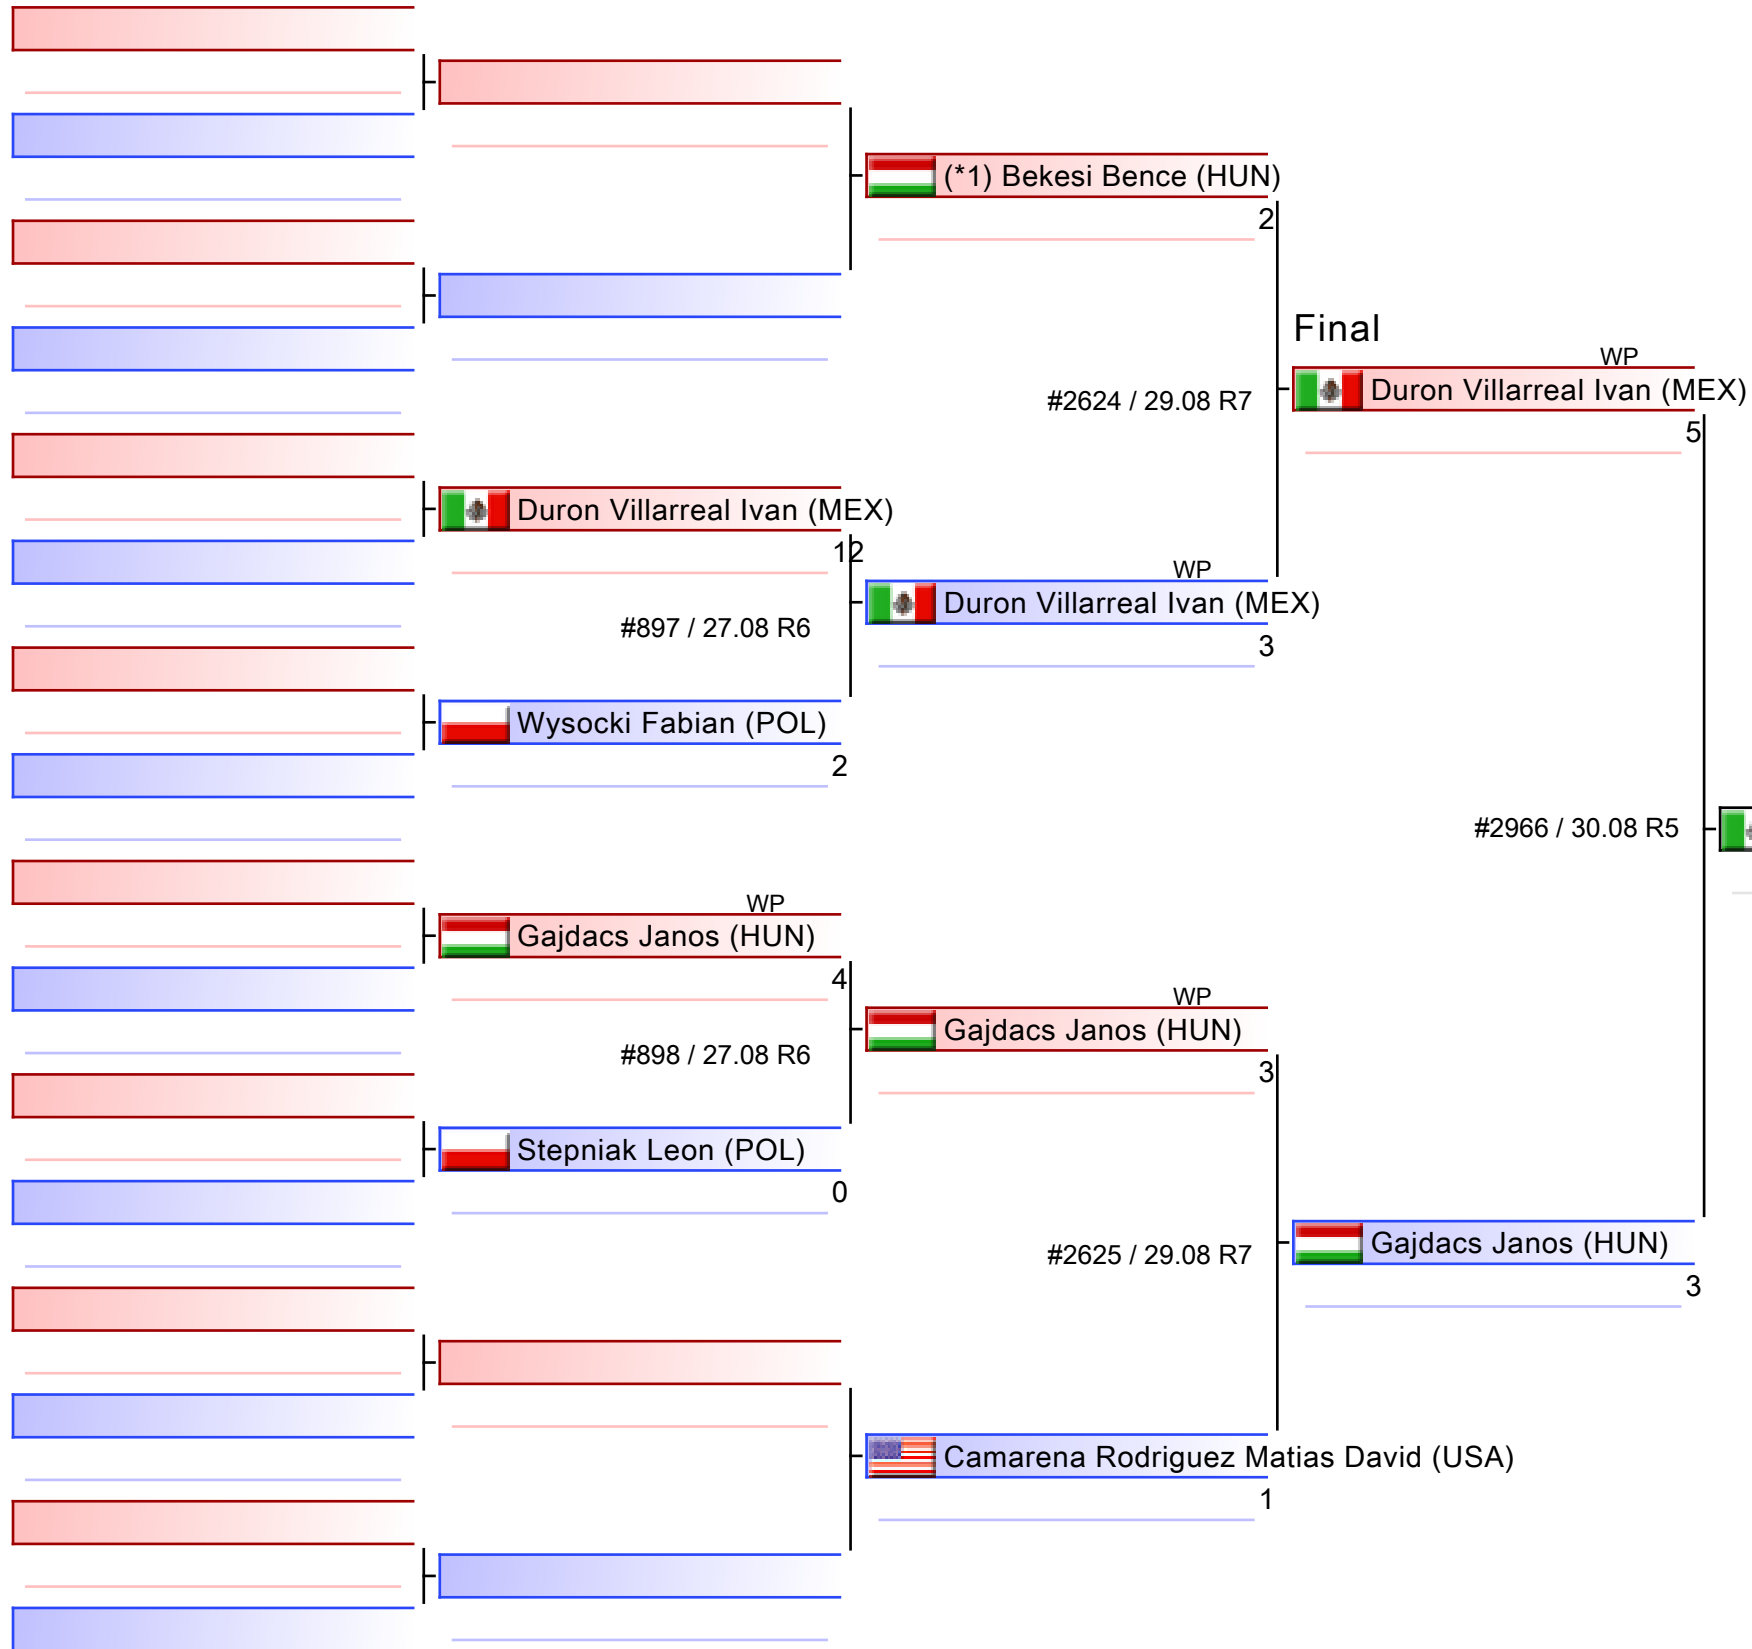 (*1) Bekesi Bence (HUN)
2
Final
WP
#2624 / 29.08 R7
Duron Villarreal Ivan (MEX)
5
Duron Villarreal Ivan (MEX)
12
WP
#897 / 27.08 R6
Duron Villarreal Ivan (MEX)
3
Wysocki Fabian (POL)
2
#2966 / 30.08 R5
WP
Gajdacs Janos (HUN)
4
WP
#898 / 27.08 R6
Gajdacs Janos (HUN)
3
Stepniak Leon (POL)
0
#2625 / 29.08 R7
Gajdacs Janos (HUN)
3
Camarena Rodriguez Matias David (USA)
1